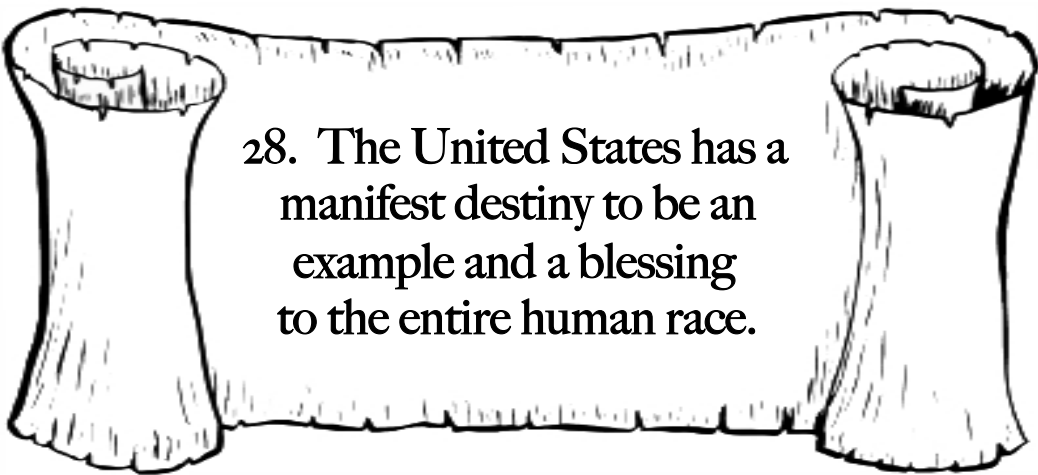 28. The United States has a
manifest destiny to be an
example and a blessing
to the entire human race.